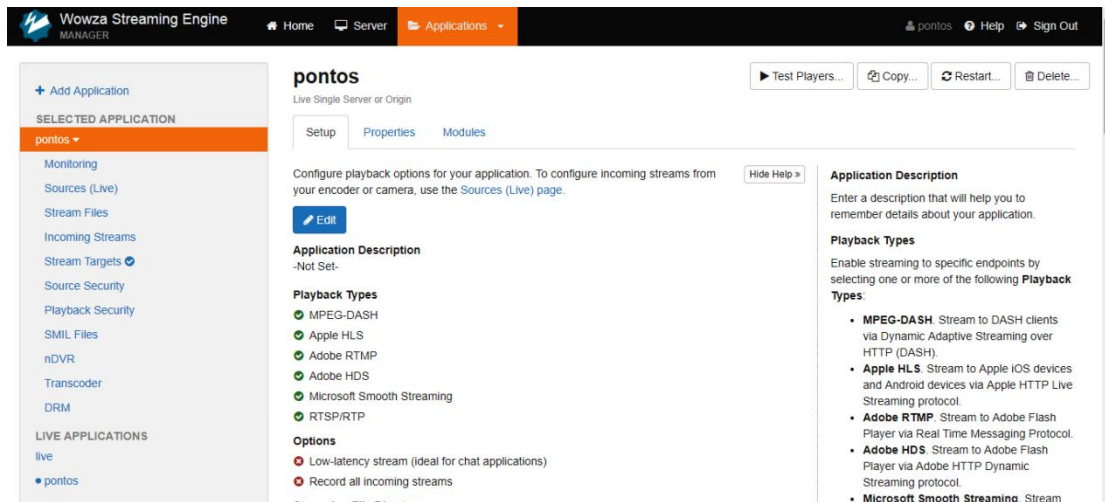 Wowza Streaming Engine
MANAGER
Home Server Applications
pontos Help Sign Out
+ Add Application
SELECTED APPLICATION
pontos
Monitoring
Sources (Live)
Stream Files
Incoming Streams
Stream Targets
Source Security
Playback Security
SMIL Files
nDVR
Transcoder
DRM
LIVE APPLICATIONS
live
pontos
pontos
Live Single Server or Origin
Test Players... Copy... Restart... Delete...
Setup Properties Modules
Configure playback options for your application. To configure incoming streams from
your encoder or camera, use the Sources (Live) page.
Hide Help »
Edit
Application Description
-Not Set-
Playback Types
MPEG-DASH
Apple HLS
Adobe RTMP
Adobe HDS
Microsoft Smooth Streaming
RTSP/RTP
Options
Low-latency stream (ideal for chat applications)
Record all incoming streams
Application Description
Enter a description that will help you to
remember details about your application.
Playback Types
Enable streaming to specific endpoints by
selecting one or more of the following Playback
Types:
• MPEG-DASH. Stream to DASH clients
via Dynamic Adaptive Streaming over
HTTP (DASH).
• Apple HLS. Stream to Apple iOS devices
and Android devices via Apple HTTP Live
Streaming protocol.
• Adobe RTMP. Stream to Adobe Flash
Player via Real Time Messaging Protocol.
• Adobe HDS. Stream to Adobe Flash
Player via Adobe HTTP Dynamic
Streaming protocol.
• Microsoft Smooth Streaming. Stream